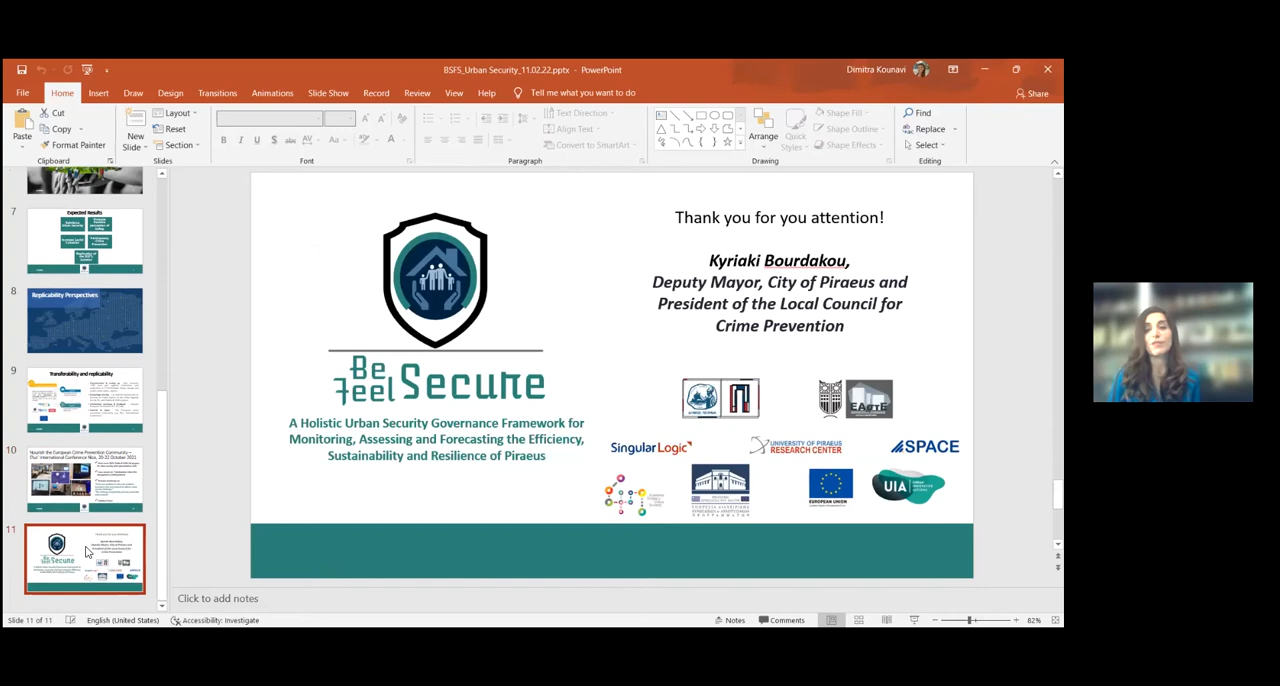 BSFS_Urban Security_11.02.22.pptx - PowerPoint
Dimitra Kounavi
File Home Insert Draw Design Transitions Animations Slide Show Record Review View Help Tell me what you want to do
Share
Paste
Cut
Copy
Format Painter
Clipboard
New
Slide
Layout
Reset
Section
Slides
Font
Text Direction
Align Text
Convert to SmartArt
Paragraph
Arrange
Quick
Styles
Shape Fill
Shape Outline
Shape Effects
Drawing
Find
Replace
Select
Editing
7
Expected Results
8
Replicability Perspectives
9
Transferability and replicability
10
11
Be
feel Secure
A Holistic Urban Security Governance Framework for
Monitoring, Assessing and Forecasting the Efficiency,
Sustainability and Resilience of Piraeus
Thank you for you attention!
Kyriaki Bourdakou,
Deputy Mayor, City of Piraeus and
President of the Local Council for
Crime Prevention
SingularLogic
UNIVERSITY OF PIRAEUS
RESEARCH CENTER
SPACE
EUROPEAN UNION
UIA
Click to add notes
Slide 11 of 11
English (United States)
Accessibility: Investigate
Notes
Comments
82%